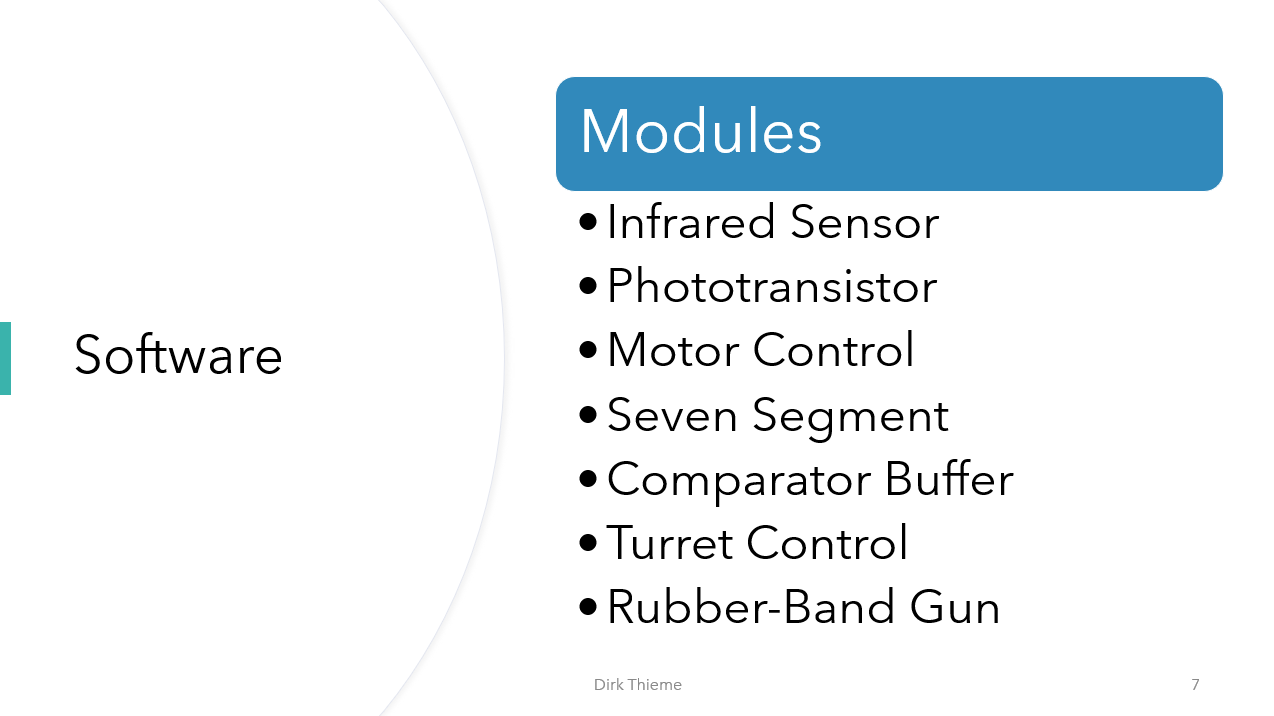 Software
Modules
•Infrared Sensor
•Phototransistor
•Motor Control
•Seven Segment
•Comparator Buffer
•Turret Control
•Rubber-Band Gun
Dirk Thieme
7